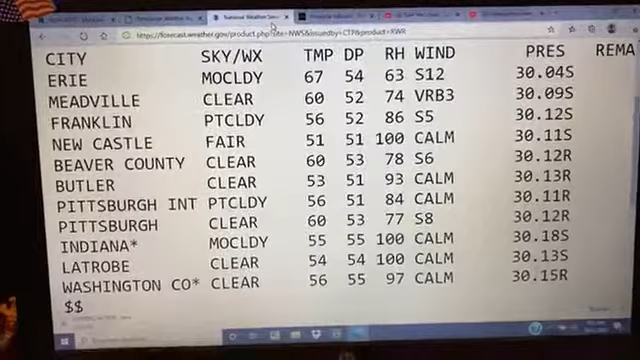 National Weather Serv
https://forecast.weather.gov/product.php?site=NWS&issuedby=CTP&product=RWR
CITY SKY/WX TMP DP RH WIND PRES REMA
ERIE MOCLDY 67 54 63 S12 30.04S
MEADVILLE CLEAR 60 52 74 VRB3 30.09S
FRANKLIN PTCLDY 56 52 86 S5 30.12S
NEW CASTLE FAIR 51 51 100 CALM 30.11S
BEAVER COUNTY CLEAR 60 53 78 S6 30.12R
BUTLER CLEAR 53 51 93 CALM 30.13R
PITTSBURGH INT PTCLDY 56 51 84 CALM 30.11R
PITTSBURGH CLEAR 60 53 77 S8 30.12R
INDIANA* MOCLDY 55 55 100 CALM 30.18S
LATROBE CLEAR 54 54 100 CALM 30.13S
WASHINGTON CO* CLEAR 56 55 97 CALM 30.15R
$$